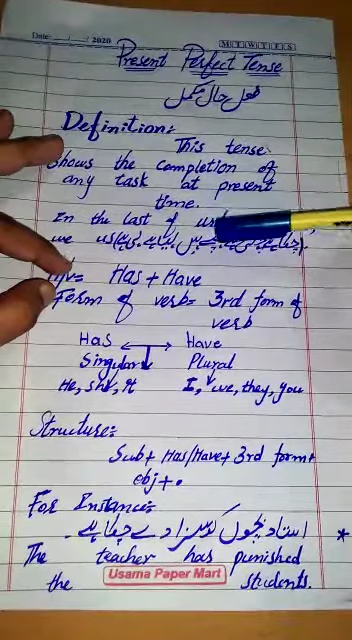 Date: __/__/2020 M T W T F S
Present Perfect Tense
فعل حال مکمل
Definition:
This tense
shows the completion of
any task at present
time.
In the last of
we us
Has + Have
Form of verb= 3rd form of
verb
Has Have
Singular Plural
He, she, It I, we, they, you
Structure:
Sub + Has/Have + 3rd form +
obj + .
For Instance:
استاد بچوں کو سزا دے چکا ہے۔ *
The teacher has punished
the students.
Usama Paper Mart